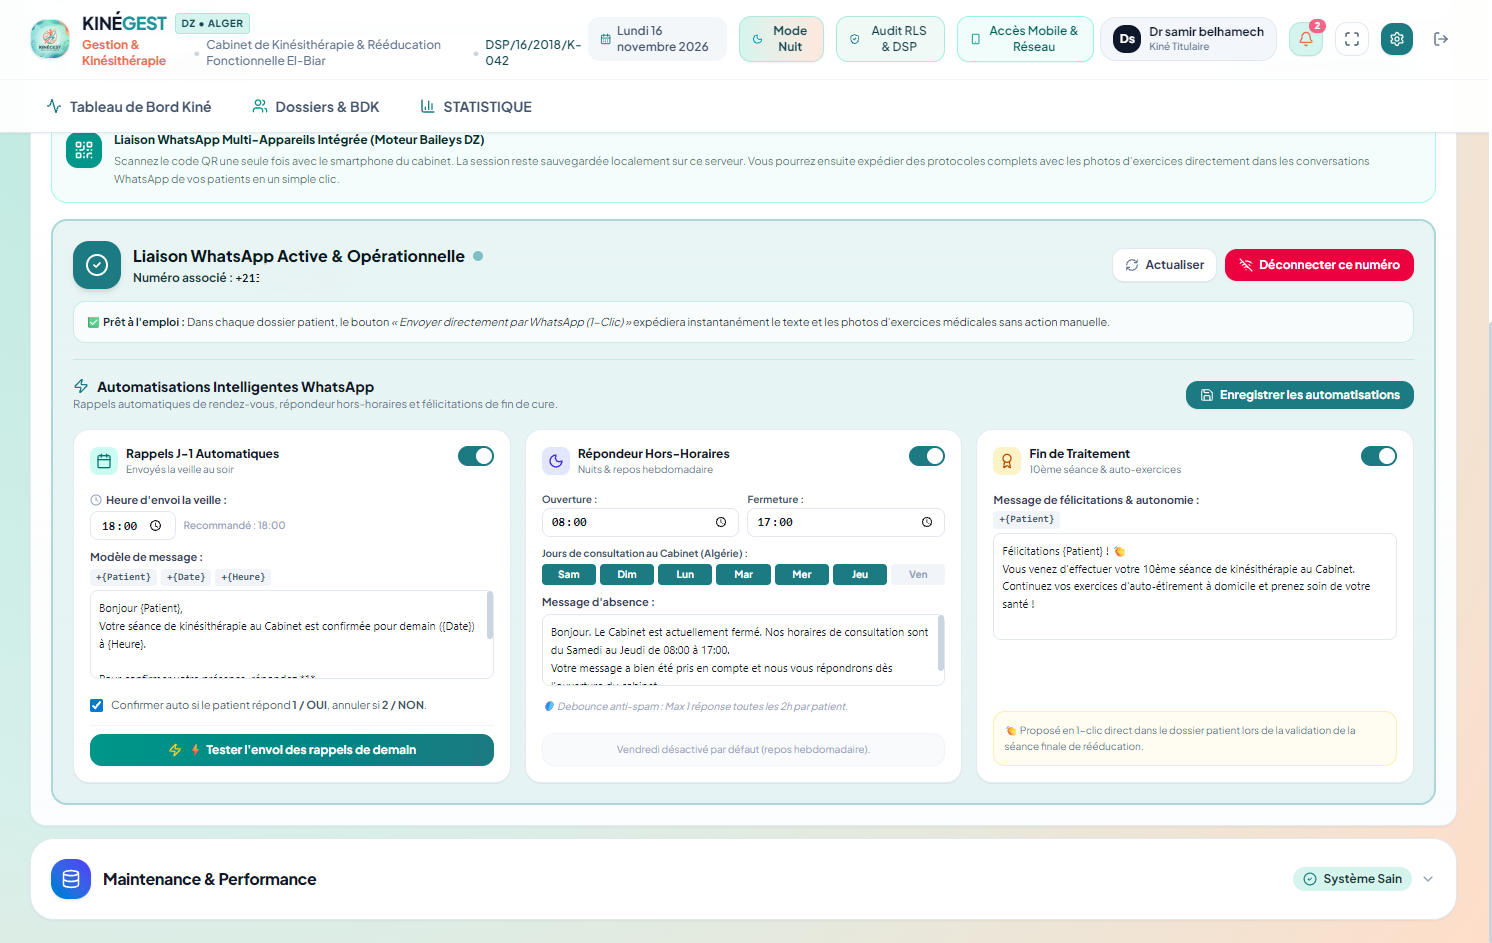 KINÉGEST
DZ • ALGER
Gestion & Kinésithérapie
Cabinet de Kinésithérapie & Rééducation Fonctionnelle El-Biar
DSP/16/2018/K-042
Lundi 16 novembre 2026
Mode Nuit
Audit RLS & DSP
Accès Mobile & Réseau
Ds
Dr samir belhamech
Kiné Titulaire
2
Tableau de Bord Kiné
Dossiers & BDK
STATISTIQUE
Liaison WhatsApp Multi-Appareils Intégrée (Moteur Baileys DZ)
Scannez le code QR une seule fois avec le smartphone du cabinet. La session reste sauvegardée localement sur ce serveur. Vous pourrez ensuite expédier des protocoles complets avec les photos d'exercices directement dans les conversations
WhatsApp de vos patients en un simple clic.
Liaison WhatsApp Active & Opérationnelle
Numéro associé : +213
Actualiser
Déconnecter ce numéro
✅ Prêt à l'emploi : Dans chaque dossier patient, le bouton « Envoyer directement par WhatsApp (1-Clic) » expédiera instantanément le texte et les photos d'exercices médicales sans action manuelle.
Automatisations Intelligentes WhatsApp
Rappels automatiques de rendez-vous, répondeur hors-horaires et félicitations de fin de cure.
Enregistrer les automatisations
Rappels J-1 Automatiques
Envoyés la veille au soir
Heure d'envoi la veille :
18:00
Recommandé : 18:00
Modèle de message :
+{Patient} +{Date} +{Heure}
Bonjour {Patient},
Votre séance de kinésithérapie au Cabinet est confirmée pour demain ({Date})
à {Heure}.
Pour confirmer votre présence, répondez *1*
Confirmer auto si le patient répond 1 / OUI, annuler si 2 / NON.
Tester l'envoi des rappels de demain
Répondeur Hors-Horaires
Nuits & repos hebdomadaire
Ouverture :
Fermeture :
08:00
17:00
Jours de consultation au Cabinet (Algérie) :
Sam Dim Lun Mar Mer Jeu Ven
Message d'absence :
Bonjour. Le Cabinet est actuellement fermé. Nos horaires de consultation sont
du Samedi au Jeudi de 08:00 à 17:00.
Votre message a bien été pris en compte et nous vous répondrons dès
l'ouverture du cabinet
Debounce anti-spam : Max 1 réponse toutes les 2h par patient.
Vendredi désactivé par défaut (repos hebdomadaire).
Fin de Traitement
10ème séance & auto-exercices
Message de félicitations & autonomie :
+{Patient}
Félicitations {Patient} ! 👏
Vous venez d'effectuer votre 10ème séance de kinésithérapie au Cabinet.
Continuez vos exercices d'auto-étirement à domicile et prenez soin de votre
santé !
👏 Proposé en 1-clic direct dans le dossier patient lors de la validation de la
séance finale de rééducation.
Maintenance & Performance
Système Sain